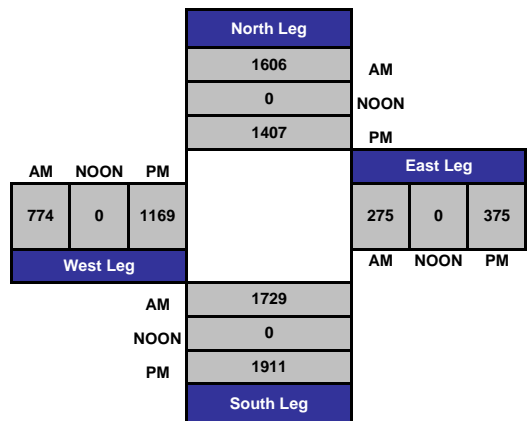 North Leg
1606 AM
0 NOON
1407 PM
AM NOON PM
East Leg
774 0 1169
275 0 375
West Leg
AM NOON PM
AM 1729
NOON 0
PM 1911
South Leg